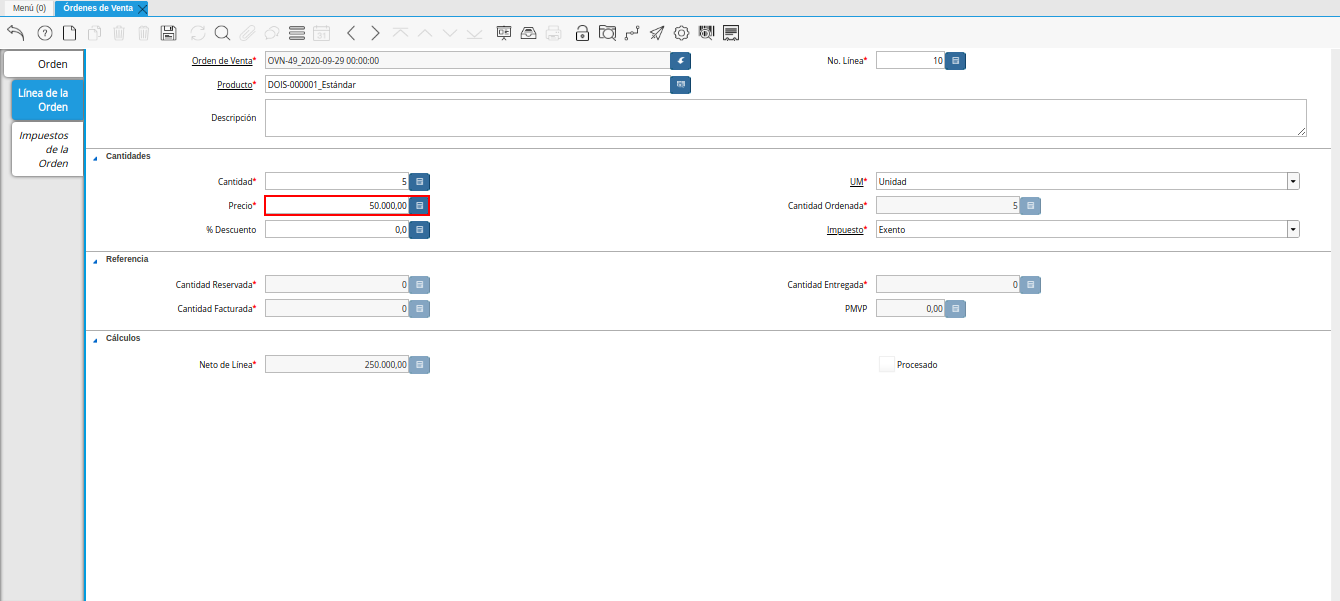 Menú (0) Órdenes de Venta
31
Orden
Línea de la
Orden
Impuestos
de la
Orden
Orden de Venta* OVN-49_2020-09-29 00:00:00 No. Línea* 10
Producto* DOIS-000001_Estándar
Descripción
Cantidades
Cantidad* 5 UM* Unidad
Precio* 50.000,00 Cantidad Ordenada* 5
% Descuento 0,0 Impuesto* Exento
Referencia
Cantidad Reservada* 0 Cantidad Entregada* 0
Cantidad Facturada* 0 PMVP 0,00
Cálculos
Neto de Línea* 250.000,00 Procesado